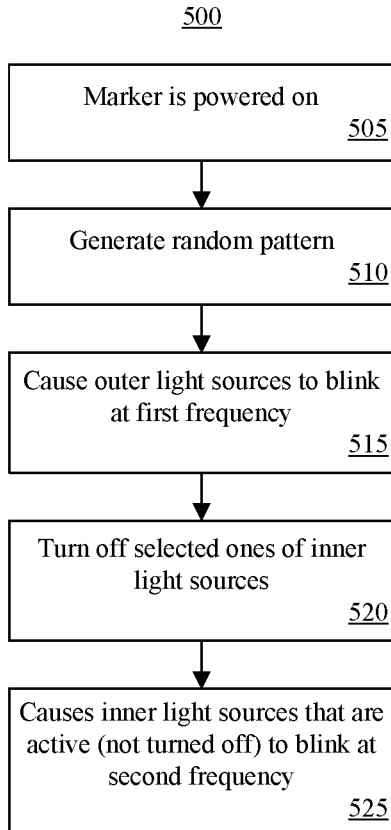 500
Marker is powered on
505
Generate random pattern
510
Cause outer light sources to blink
at first frequency
515
Turn off selected ones of inner
light sources
520
Causes inner light sources that are
active (not turned off) to blink at
second frequency
525